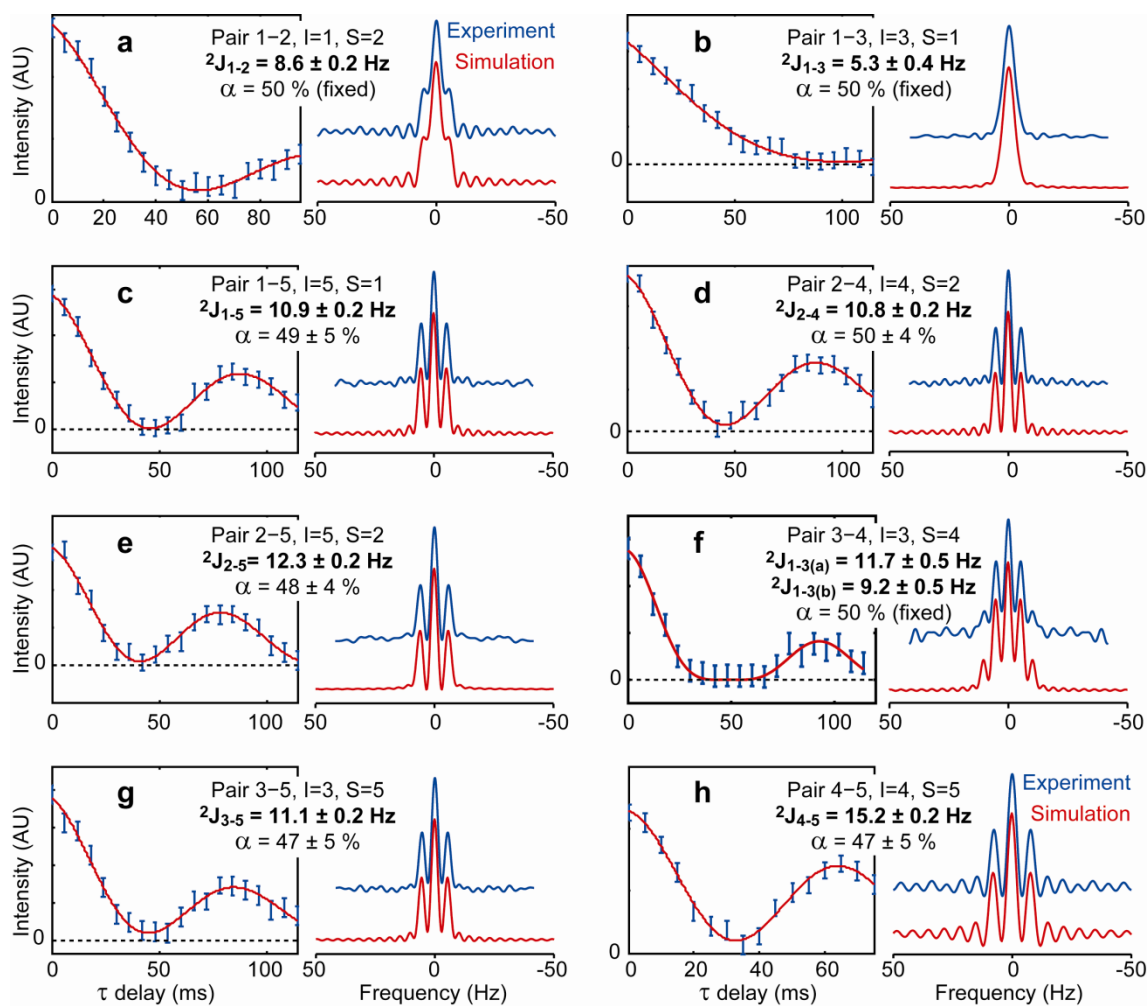 Intensity (AU)
a
Pair 1–2, I=1, S=2
²J₁₋₂ = 8.6 ± 0.2 Hz
α = 50 % (fixed)
Experiment
Simulation
0
0 20 40 60 80
50 0 -50
b
Pair 1–3, I=3, S=1
²J₁₋₃ = 5.3 ± 0.4 Hz
α = 50 % (fixed)
0
0 50 100
50 0 -50
Intensity (AU)
c
Pair 1–5, I=5, S=1
²J₁₋₅ = 10.9 ± 0.2 Hz
α = 49 ± 5 %
0
0 50 100
50 0 -50
d
Pair 2–4, I=4, S=2
²J₂₋₄ = 10.8 ± 0.2 Hz
α = 50 ± 4 %
0
0 50 100
50 0 -50
Intensity (AU)
e
Pair 2–5, I=5, S=2
²J₂₋₅= 12.3 ± 0.2 Hz
α = 48 ± 4 %
0
0 50 100
50 0 -50
f
Pair 3–4, I=3, S=4
²J₁₋₃₍ₐ₎ = 11.7 ± 0.5 Hz
²J₁₋₃(b) = 9.2 ± 0.5 Hz
α = 50 % (fixed)
0
0 50 100
50 0 -50
Intensity (AU)
g
Pair 3–5, I=3, S=5
²J₃₋₅ = 11.1 ± 0.2 Hz
α = 47 ± 5 %
0
0 50 100
50 0 -50
τ delay (ms)
Frequency (Hz)
h
Pair 4–5, I=4, S=5
²J₄₋₅ = 15.2 ± 0.2 Hz
α = 47 ± 5 %
Experiment
Simulation
0
0 20 40 60
50 0 -50
τ delay (ms)
Frequency (Hz)